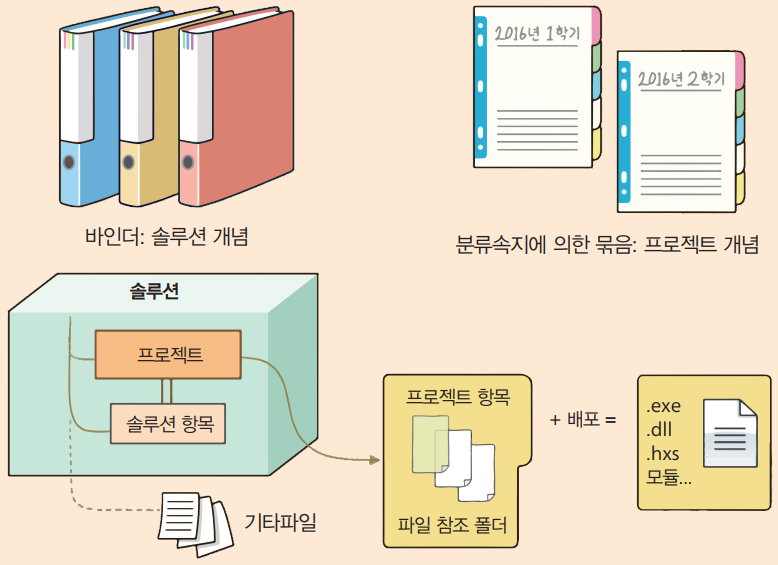 2016년 1학기
2016년 2학기
바인더: 솔루션 개념
분류속지에 의한 묶음: 프로젝트 개념
솔루션
프로젝트
솔루션 항목
기타파일
프로젝트 항목
파일 참조 폴더
+ 배포 =
.exe
.dll
.hxs
모듈...